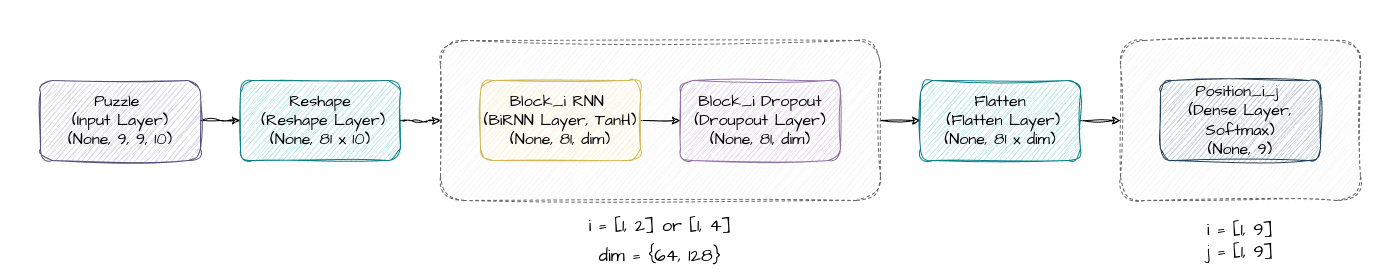 Puzzle
(Input Layer)
(None, 9, 9, 10)
Reshape
(Reshape Layer)
(None, 81 x 10)
Block_i RNN
(BiRNN Layer, TanH)
(None, 81, dim)
Block_i Dropout
(Droupout Layer)
(None, 81, dim)
i = [1, 2] or [1, 4]
dim = {64, 128}
Flatten
(Flatten Layer)
(None, 81 x dim)
Position_i_j
(Dense Layer,
Softmax)
(None, 9)
i = [1, 9]
j = [1, 9]